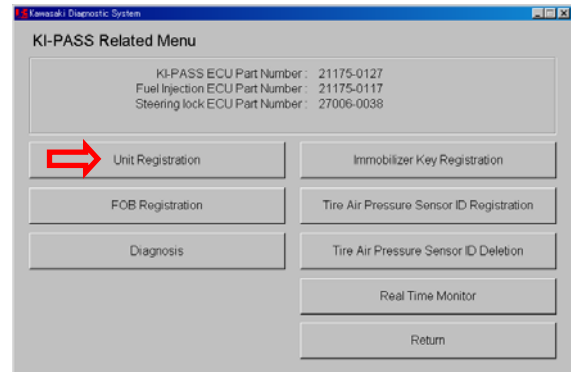 Kawasaki Diagnostic System
KI-PASS Related Menu
KI-PASS ECU Part Number : 21175-0127
Fuel Injection ECU Part Number : 21175-0117
Steering lock ECU Part Number : 27006-0038
Unit Registration
Immobilizer Key Registration
FOB Registration
Tire Air Pressure Sensor ID Registration
Diagnosis
Tire Air Pressure Sensor ID Deletion
Real Time Monitor
Return